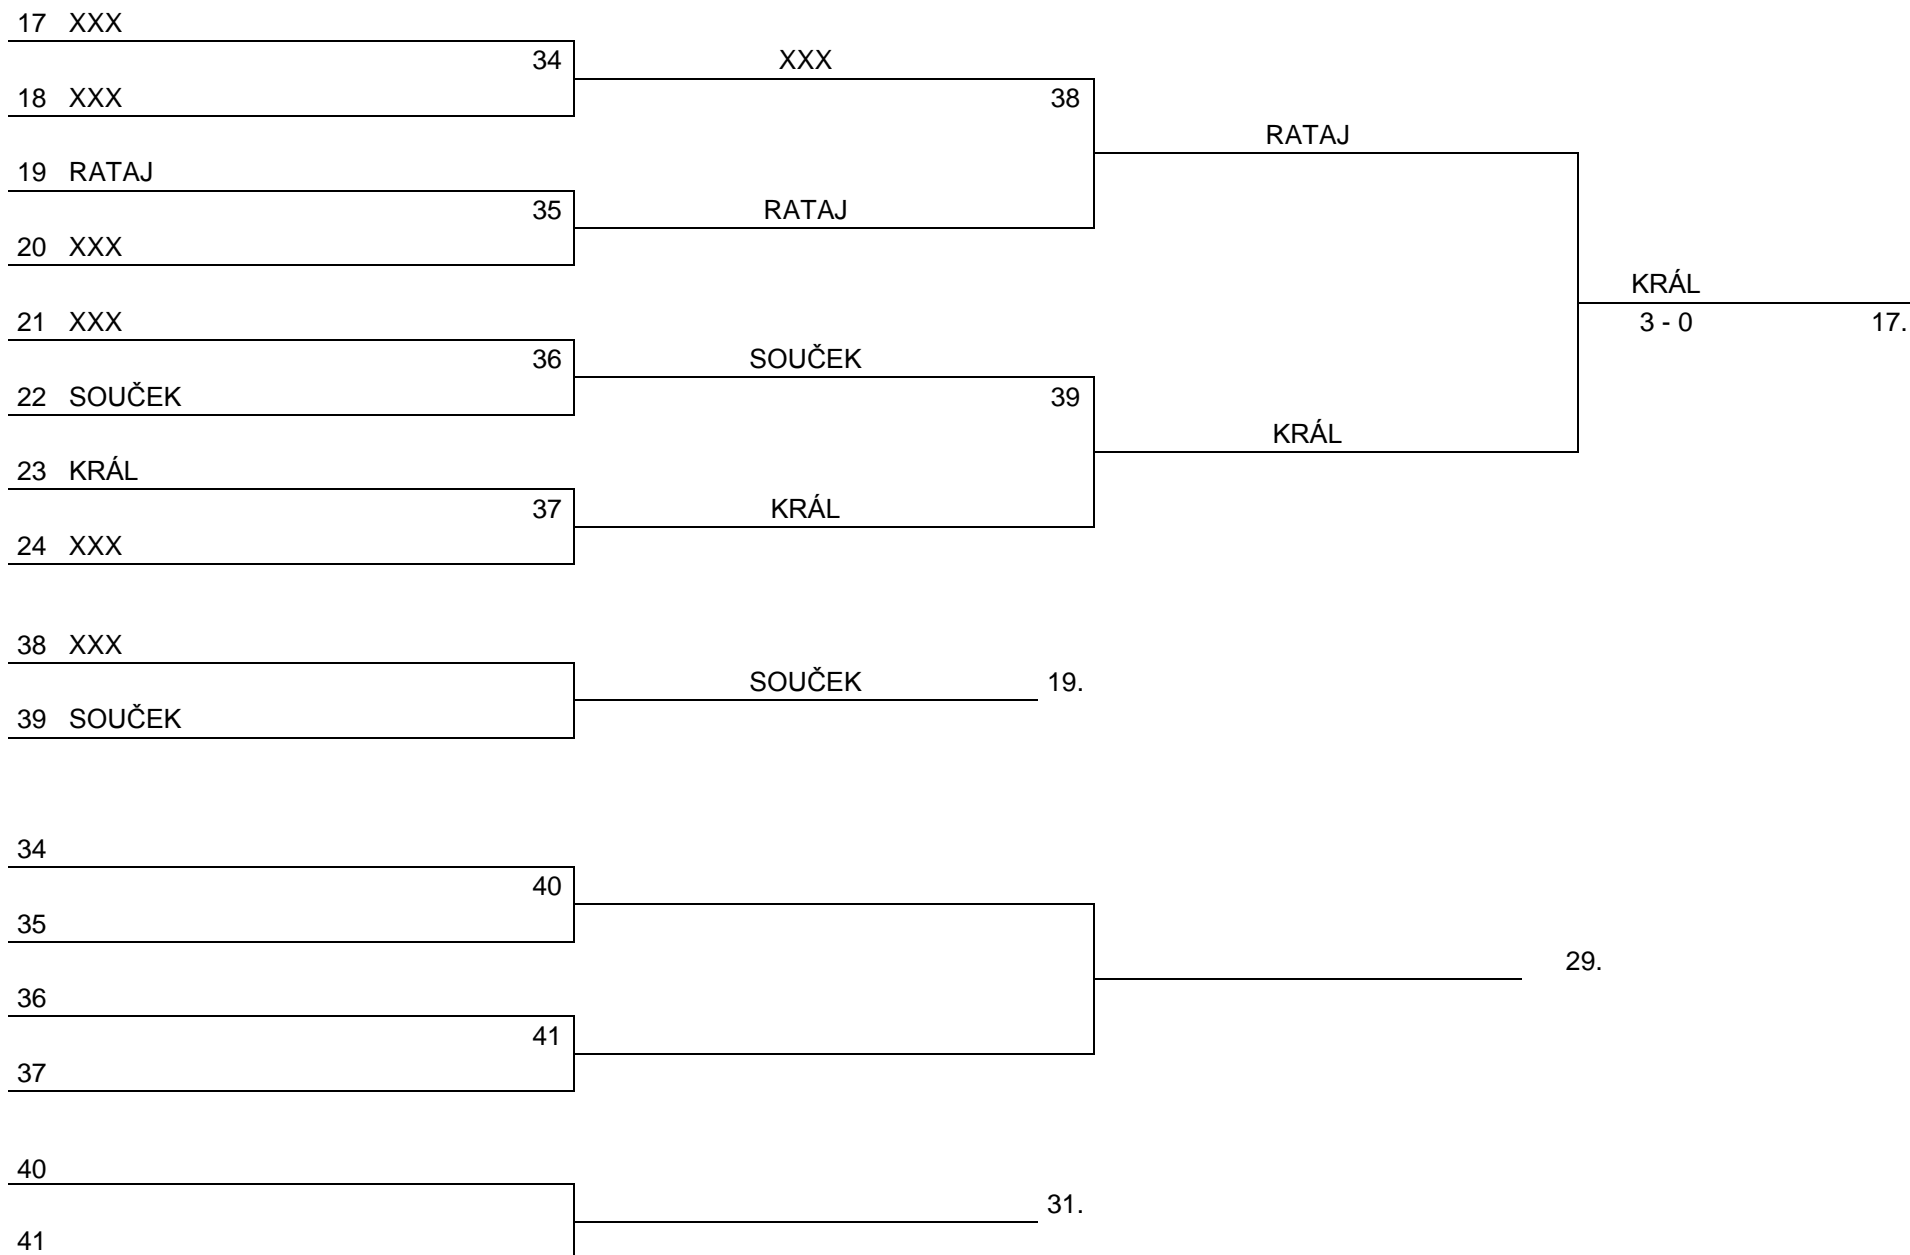 17 XXX
34 XXX
18 XXX 38
RATAJ
19 RATAJ
35 RATAJ
20 XXX
KRÁL
21 XXX 3 - 0 17.
36 SOUČEK
22 SOUČEK 39
KRÁL
23 KRÁL
37 KRÁL
24 XXX
38 XXX
SOUČEK 19.
39 SOUČEK
34
40
35
29.
36
41
37
40
31.
41